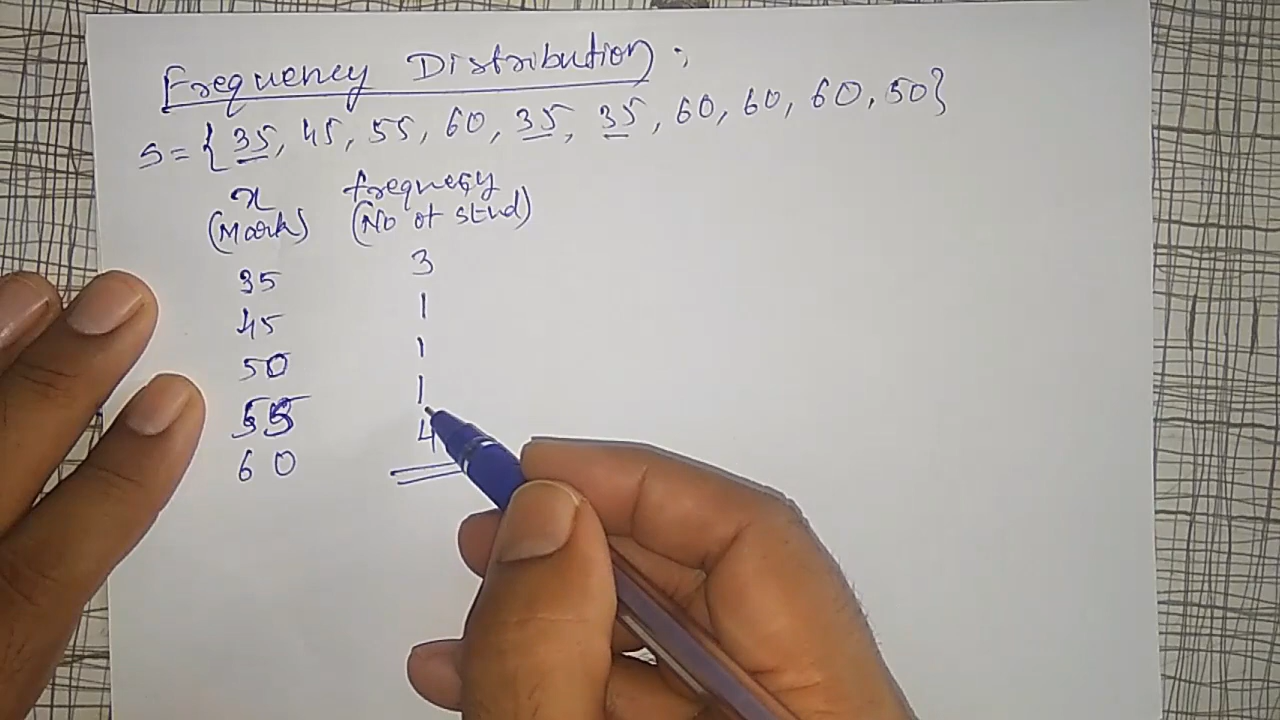 Frequency Distribution :
S = { 35, 45, 55, 60, 35, 35, 60, 60, 60, 50}
x frequency
(Mark) (No of stud)
35 3
45 1
50 1
55 1
60 4